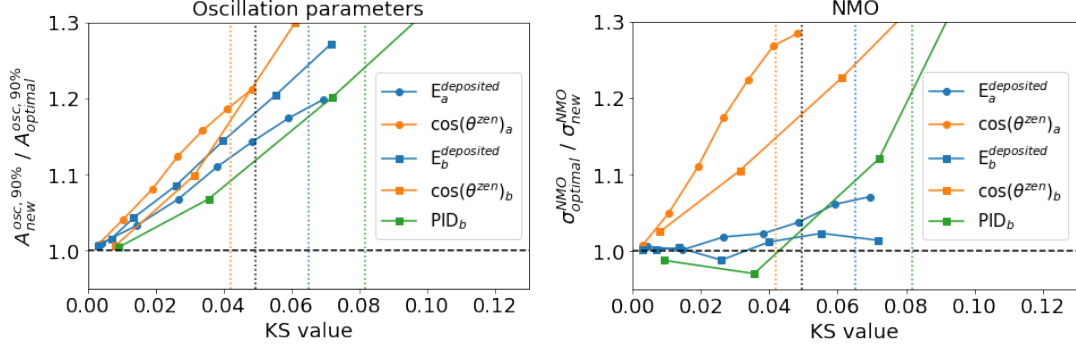 Oscillation parameters
A_{new}^{osc, 90%} / A_{optimal}^{osc, 90%}
1.3
1.2
1.1
1.0
E_a^{deposited}
cos(θ^{zen})_a
E_b^{deposited}
cos(θ^{zen})_b
PID_b
0.00 0.02 0.04 0.06 0.08 0.10 0.12
KS value
NMO
σ_{optimal}^{NMO} / σ_{new}^{NMO}
1.3
1.2
1.1
1.0
E_a^{deposited}
cos(θ^{zen})_a
E_b^{deposited}
cos(θ^{zen})_b
PID_b
0.00 0.02 0.04 0.06 0.08 0.10 0.12
KS value